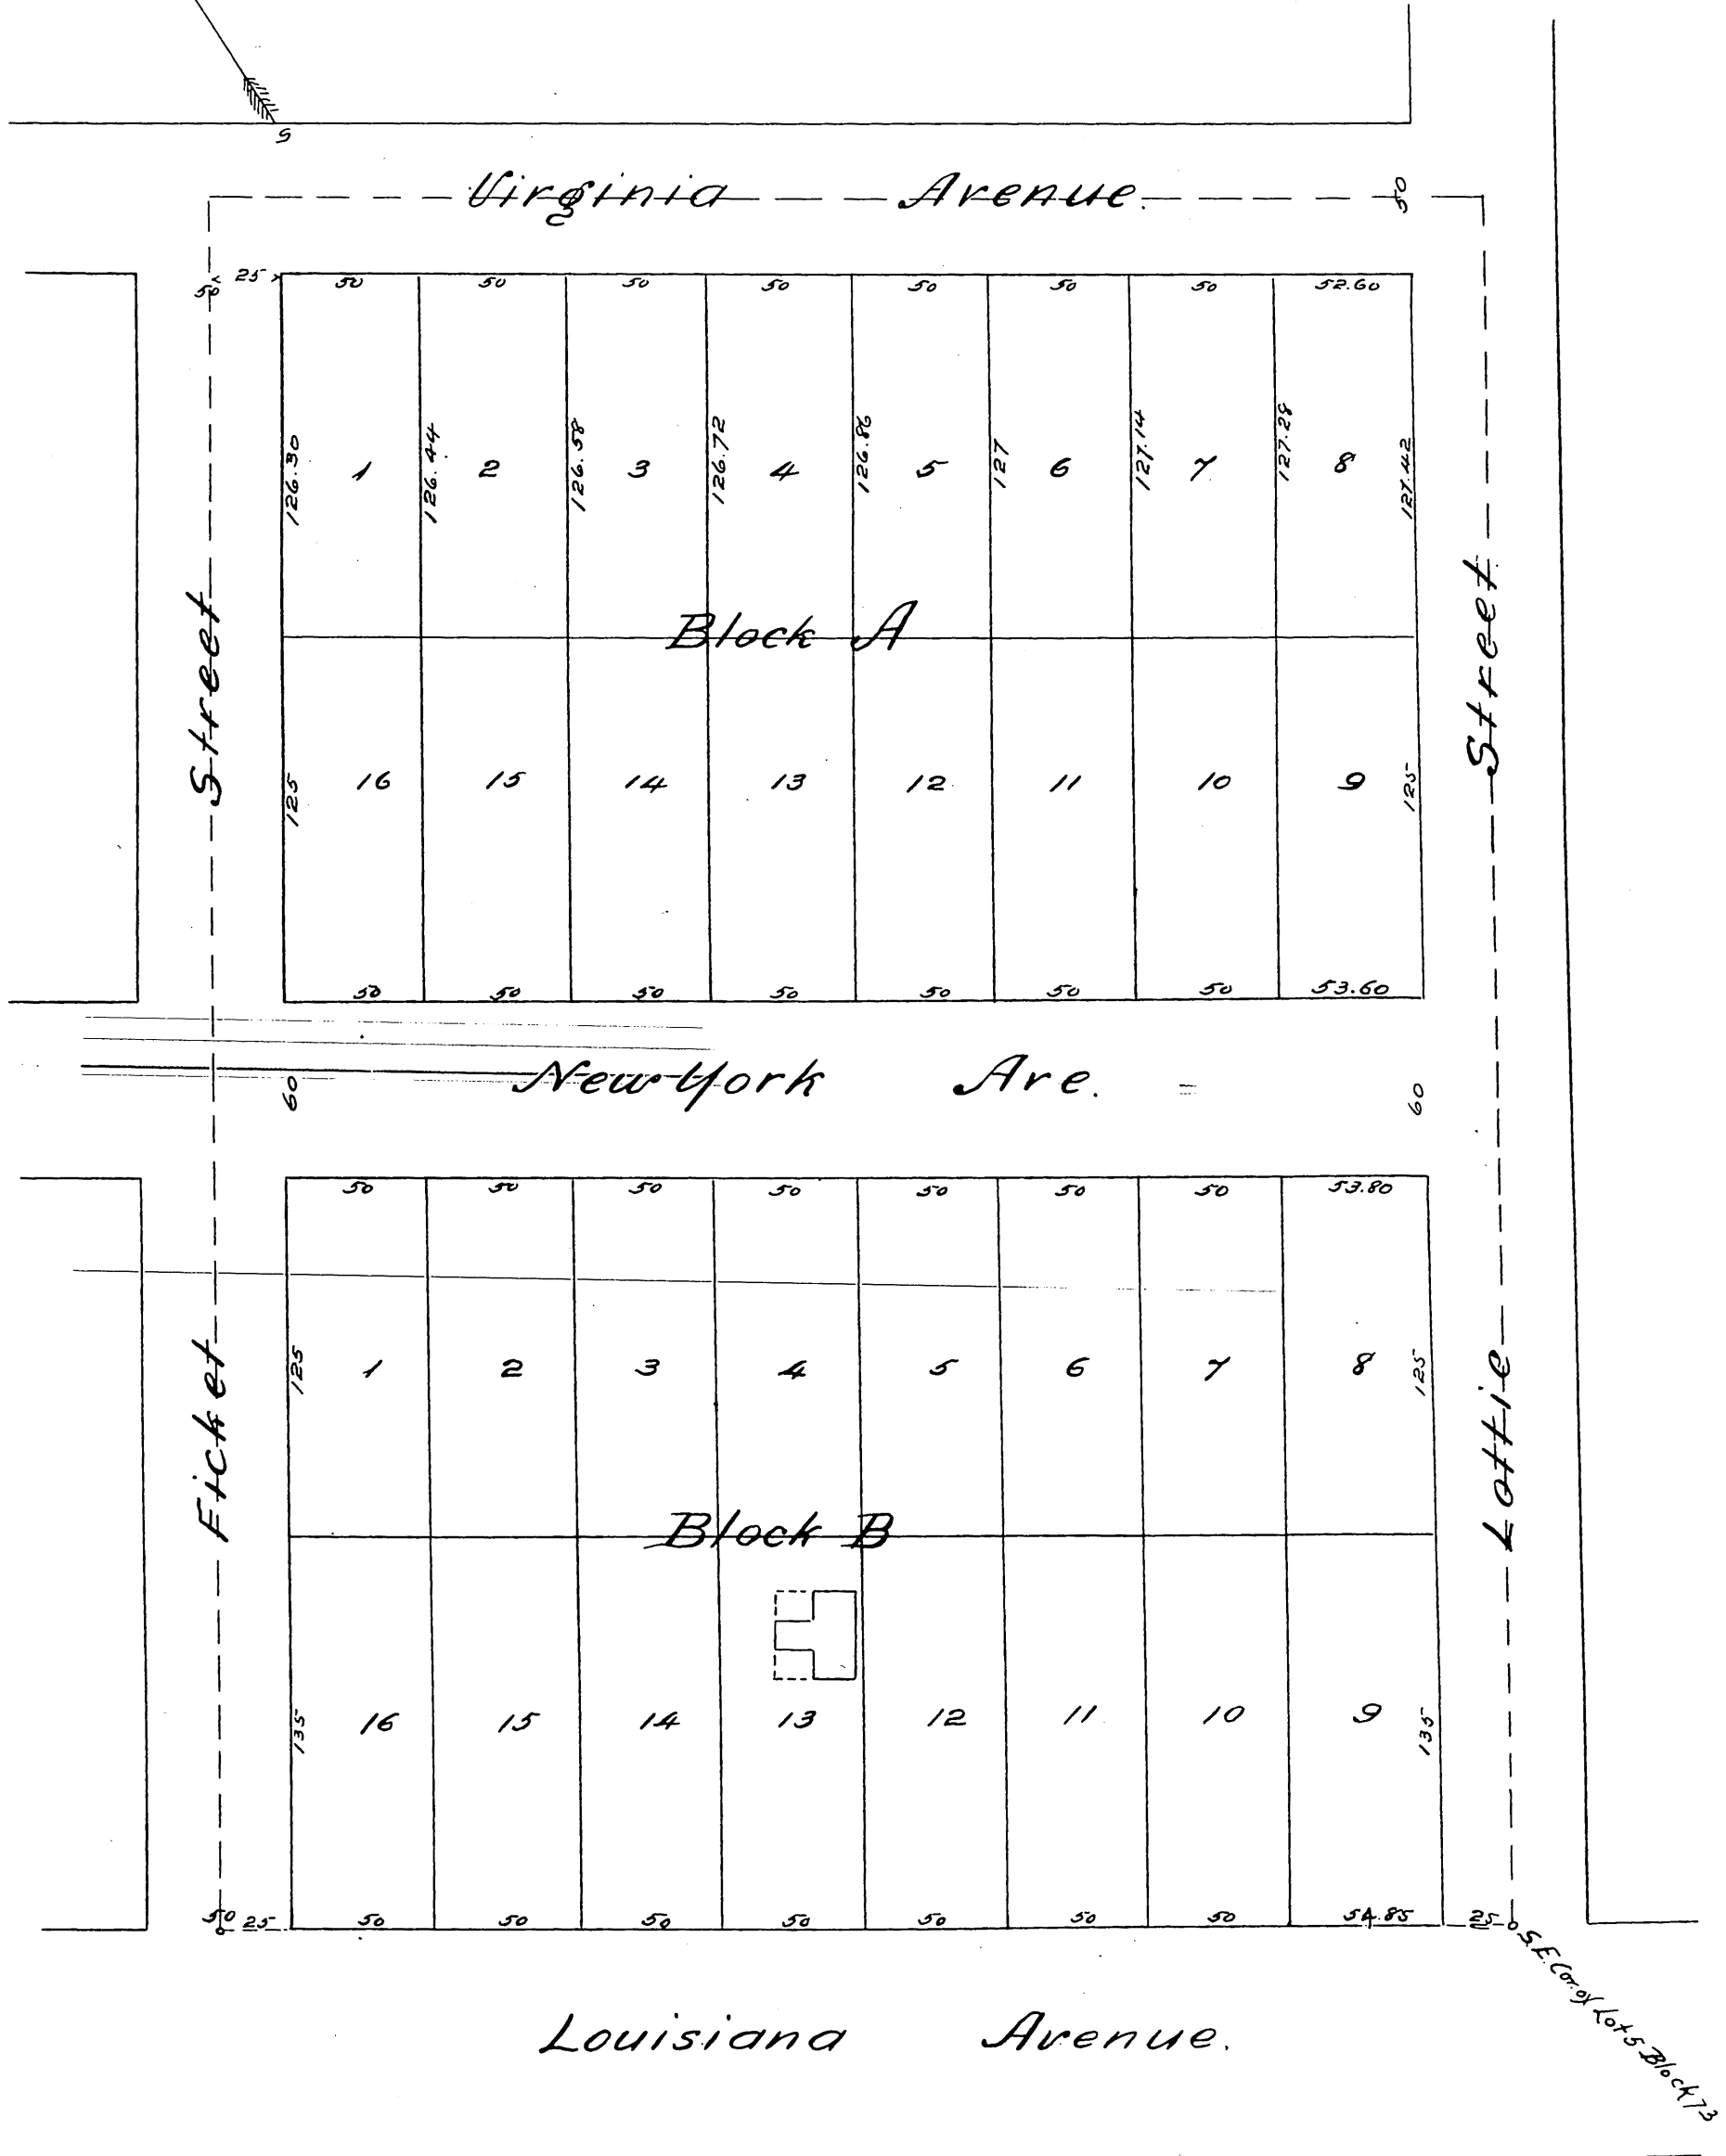 S
Virginia Avenue.
50
50 25
50 50 50 50 50 50 50 52.60
126.30 126.44 126.58 126.72 126.86 127 127.14 127.28 127.42
1 2 3 4 5 6 7 8
Block A
Street
Street
125 16 15 14 13 12 11 10 9 125
50 50 50 50 50 50 50 53.60
60 New York Ave. 60
50 50 50 50 50 50 50 53.80
125 1 2 3 4 5 6 7 8 125
Ficket
Lottie
Block B
135 16 15 14 13 12 11 10 9 135
50 25 50 50 50 50 50 50 50 54.85 25
S.E. Cor. of Lot 5 Block 73
Louisiana Avenue.